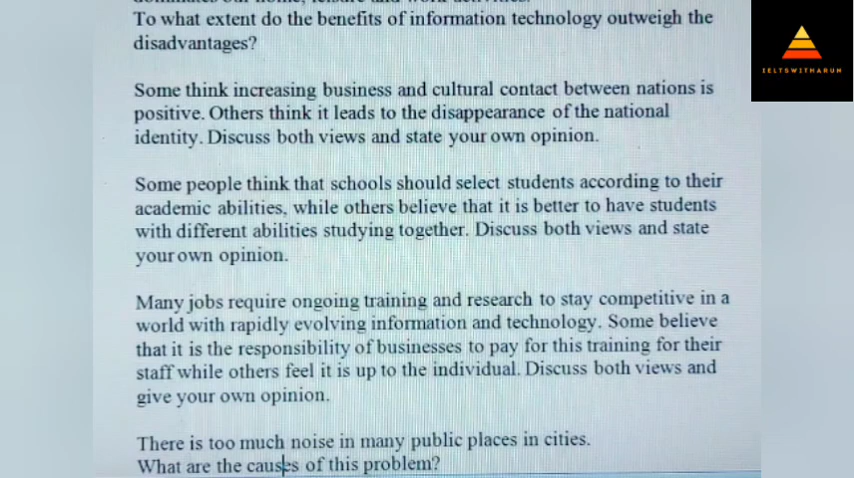 To what extent do the benefits of information technology outweigh the
disadvantages?
Some think increasing business and cultural contact between nations is
positive. Others think it leads to the disappearance of the national
identity. Discuss both views and state your own opinion.
Some people think that schools should select students according to their
academic abilities, while others believe that it is better to have students
with different abilities studying together. Discuss both views and state
your own opinion.
Many jobs require ongoing training and research to stay competitive in a
world with rapidly evolving information and technology. Some believe
that it is the responsibility of businesses to pay for this training for their
staff while others feel it is up to the individual. Discuss both views and
give your own opinion.
There is too much noise in many public places in cities.
What are the causes of this problem?
IELTSWITHARUN